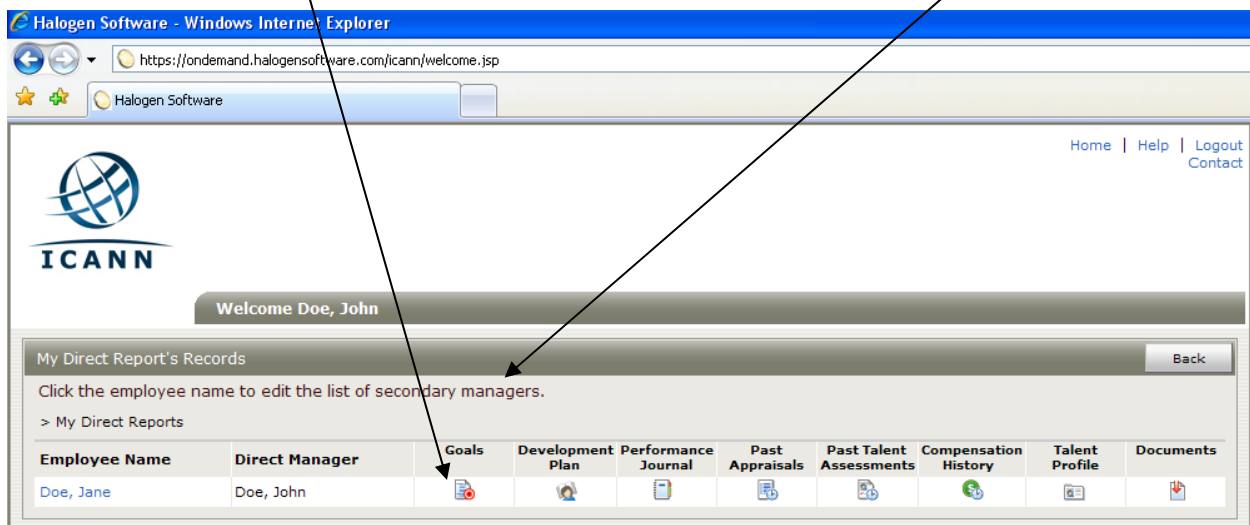 Halogen Software - Windows Internet Explorer
https://ondemand.halogensoftware.com/icann/welcome.jsp
Halogen Software
Home | Help | Logout
Contact
ICANN
Welcome Doe, John
My Direct Report's Records Back
Click the employee name to edit the list of secondary managers.
> My Direct Reports
Employee Name Direct Manager Goals Development Plan Performance Journal Past Appraisals Past Talent Assessments Compensation History Talent Profile Documents
Doe, Jane Doe, John